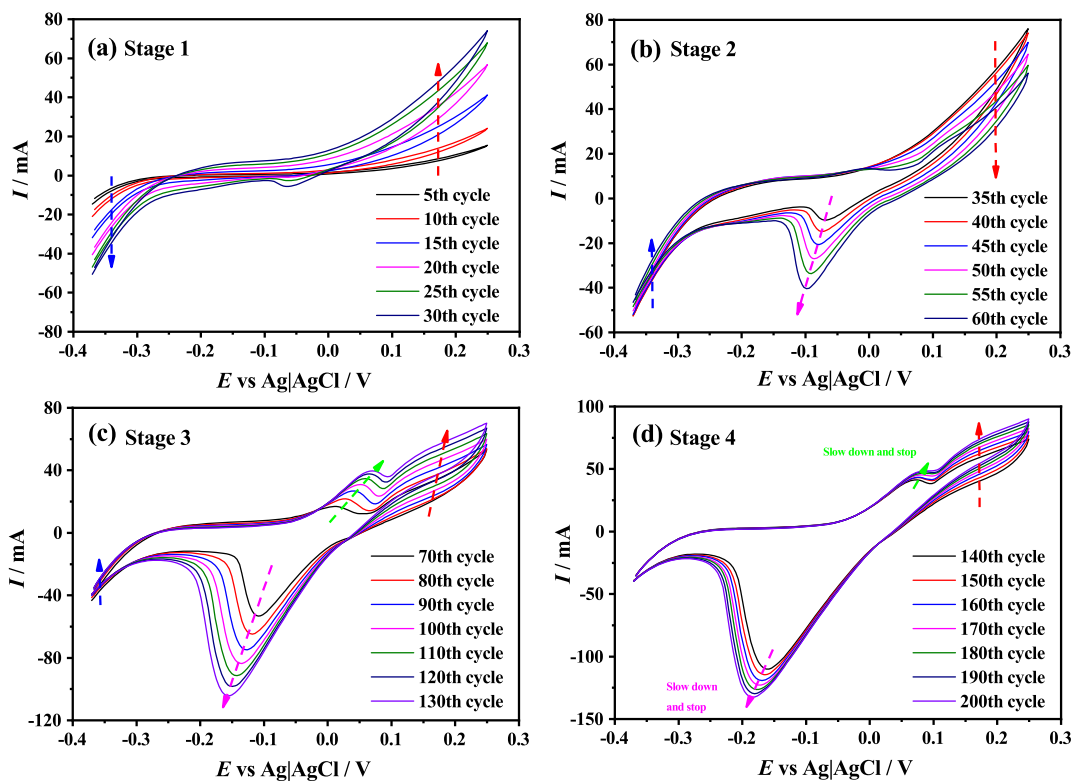 (a) Stage 1
I / mA
80
60
40
20
0
-20
-40
-60
-80
5th cycle
10th cycle
15th cycle
20th cycle
25th cycle
30th cycle
-0.4 -0.3 -0.2 -0.1 0.0 0.1 0.2 0.3
E vs Ag|AgCl / V
(b) Stage 2
I / mA
80
60
40
20
0
-20
-40
-60
35th cycle
40th cycle
45th cycle
50th cycle
55th cycle
60th cycle
-0.4 -0.3 -0.2 -0.1 0.0 0.1 0.2 0.3
E vs Ag|AgCl / V
(c) Stage 3
I / mA
80
40
0
-40
-80
-120
70th cycle
80th cycle
90th cycle
100th cycle
110th cycle
120th cycle
130th cycle
-0.4 -0.3 -0.2 -0.1 0.0 0.1 0.2 0.3
E vs Ag|AgCl / V
(d) Stage 4
Slow down and stop
I / mA
100
50
0
-50
-100
-150
140th cycle
150th cycle
160th cycle
170th cycle
180th cycle
190th cycle
200th cycle
Slow down
and stop
-0.4 -0.3 -0.2 -0.1 0.0 0.1 0.2 0.3
E vs Ag|AgCl / V